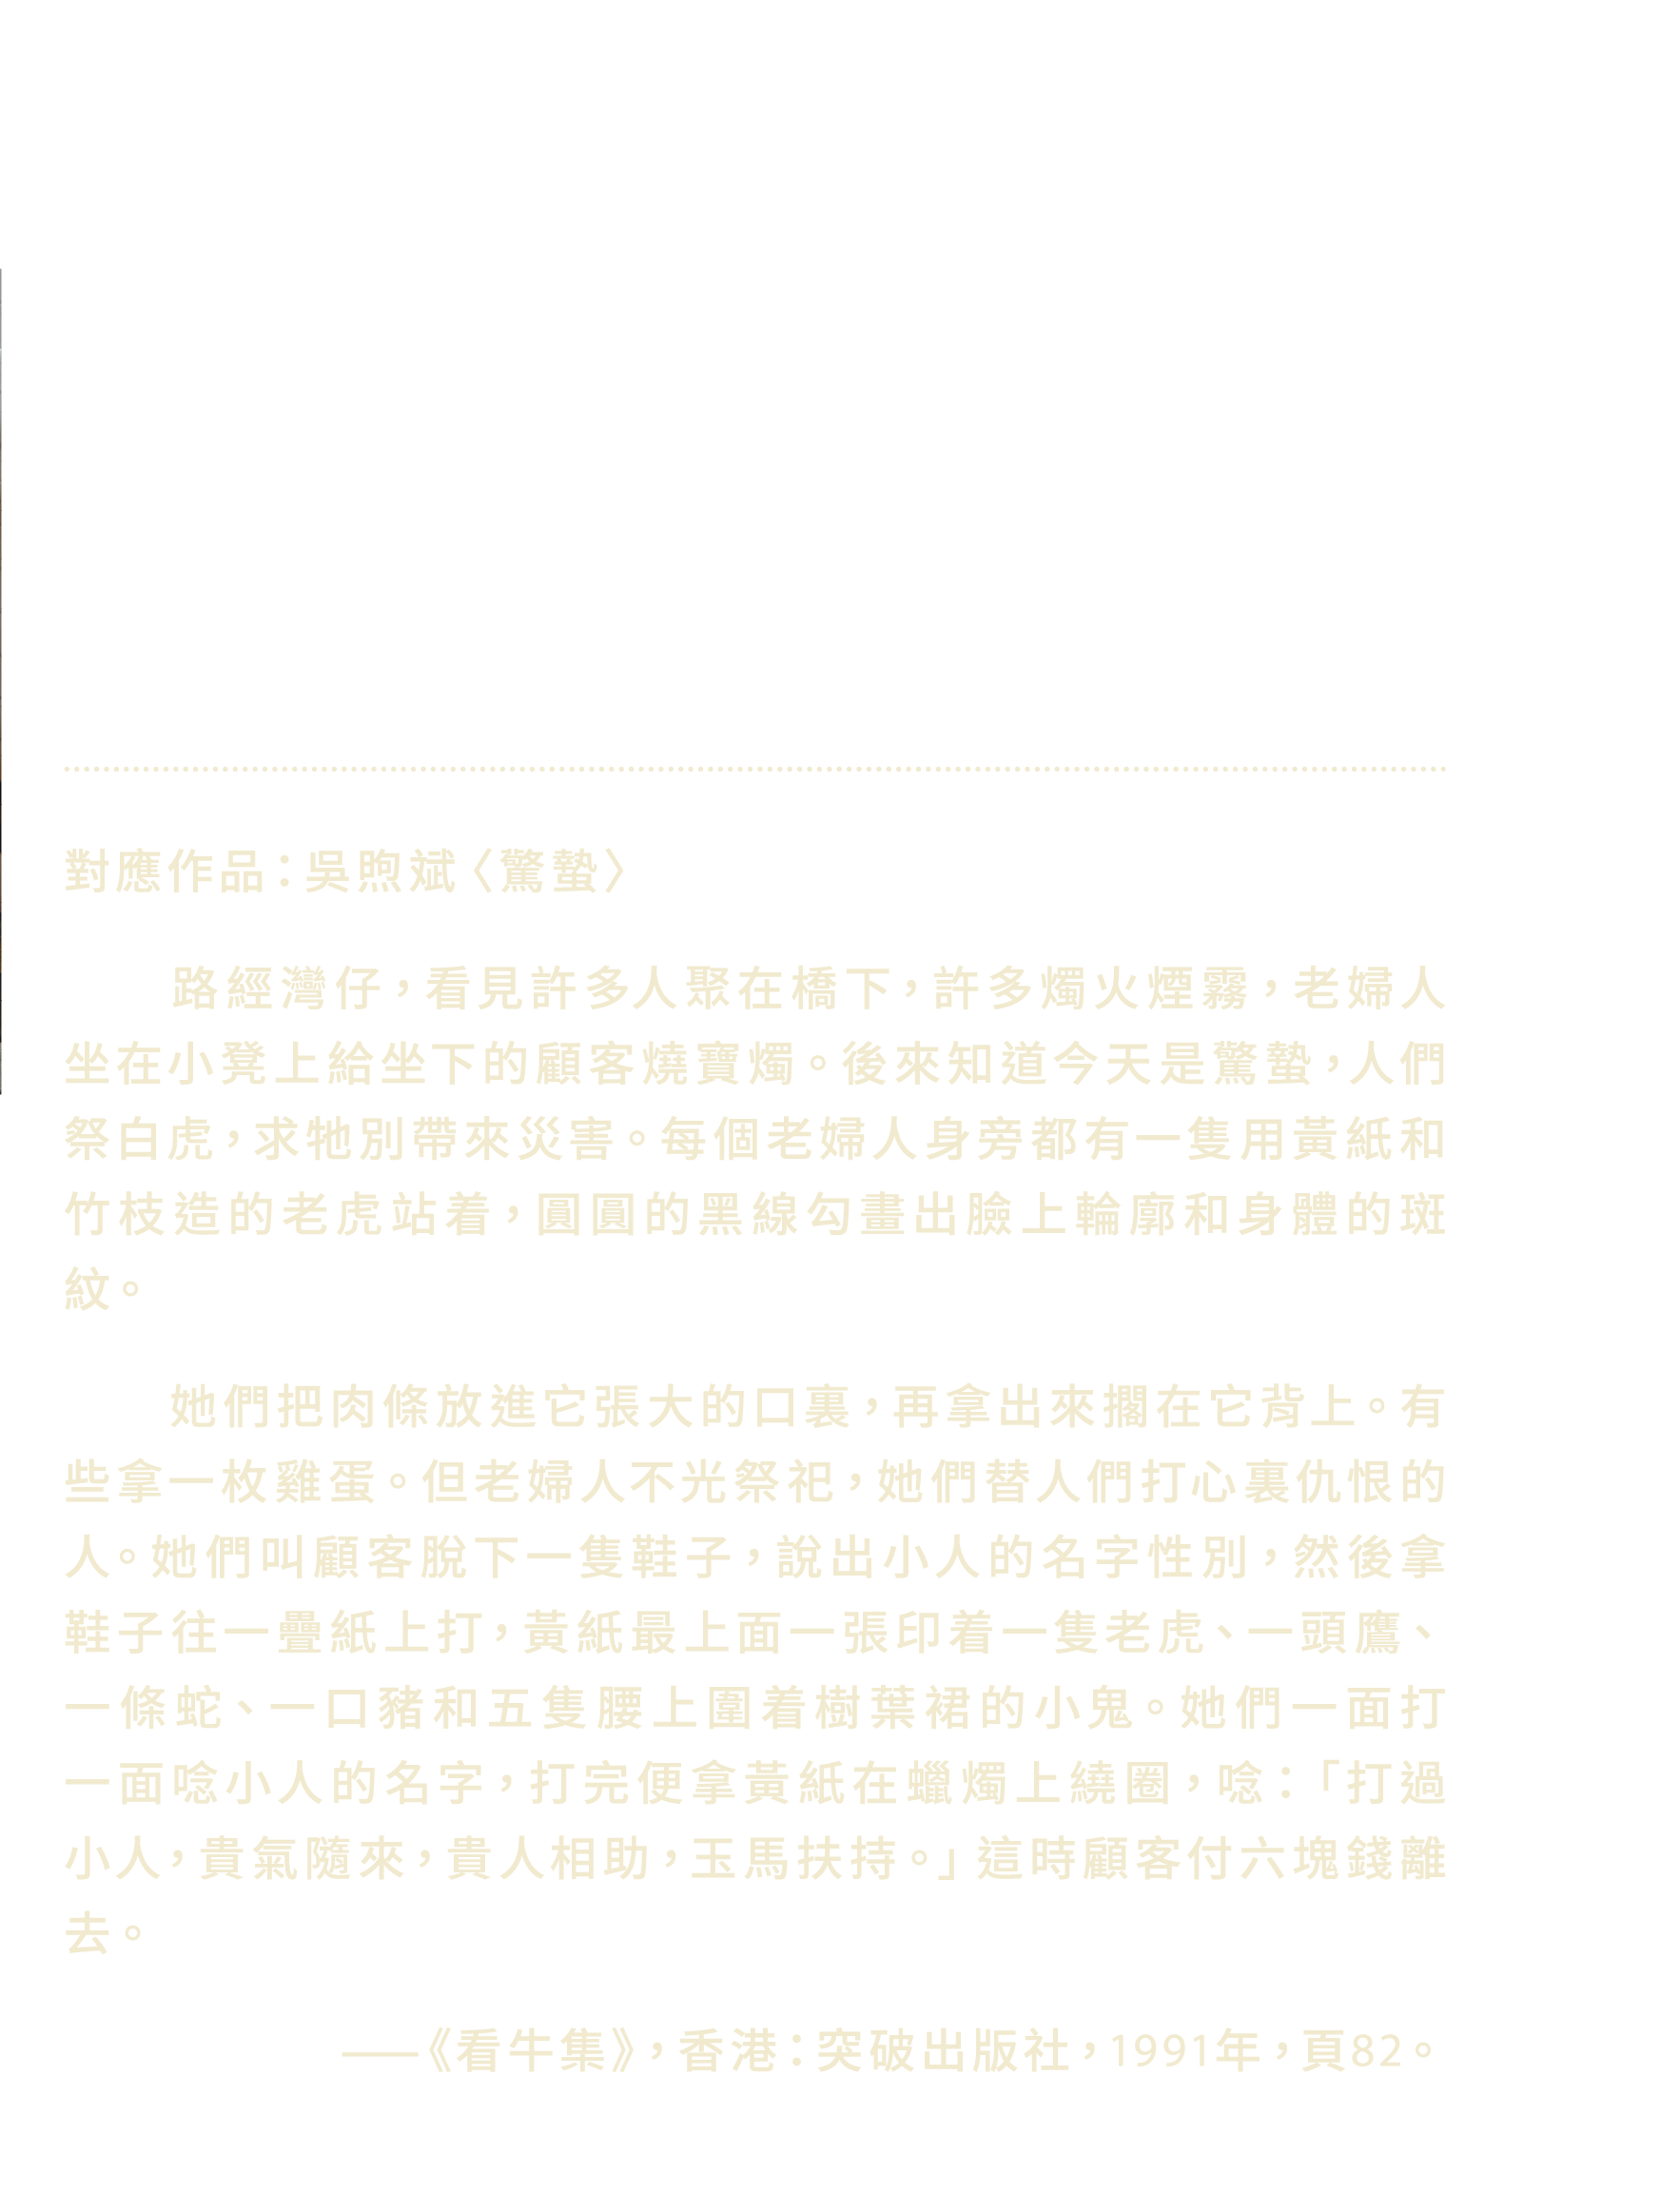 對應作品：吳煦斌〈驚蟄〉
路經灣仔，看見許多人聚在橋下，許多燭火煙霧，老婦人
坐在小凳上給坐下的顧客燒寶燭。後來知道今天是驚蟄，人們
祭白虎，求牠別帶來災害。每個老婦人身旁都有一隻用黃紙和
竹枝造的老虎站着，圓圓的黑線勾畫出臉上輪廓和身體的斑
紋。
她們把肉條放進它張大的口裏，再拿出來擱在它背上。有
些拿一枚雞蛋。但老婦人不光祭祀，她們替人們打心裏仇恨的
人。她們叫顧客脫下一隻鞋子，說出小人的名字性別，然後拿
鞋子往一疊紙上打，黃紙最上面一張印着一隻老虎、一頭鷹、
一條蛇、一口豬和五隻腰上圍着樹葉裙的小鬼。她們一面打
一面唸小人的名字，打完便拿黃紙在蠟燭上繞圈，唸：「打過
小人，貴氣隨來，貴人相助，玉馬扶持。」這時顧客付六塊錢離
去。
——《看牛集》，香港：突破出版社，1991年，頁82。